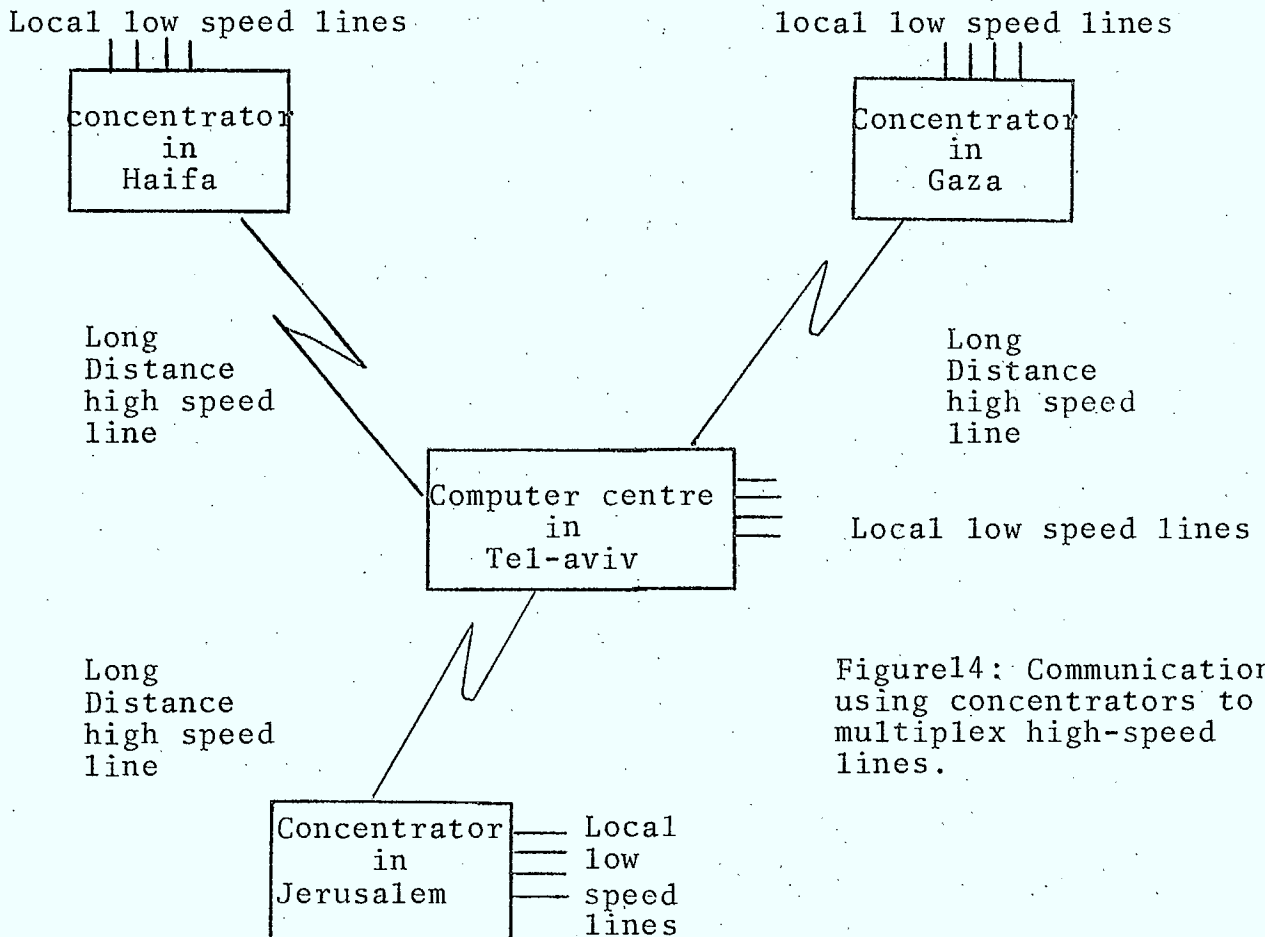 Local low speed lines
concentrator
in
Haifa
local low speed lines
Concentrator
in
Gaza
Long
Distance
high speed
line
Long
Distance
high speed
line
Computer centre
in
Tel-aviv
Local low speed lines
Long
Distance
high speed
line
Concentrator
in
Jerusalem
Local
low
speed
lines
Figure14: Communication
using concentrators to
multiplex high-speed
lines.